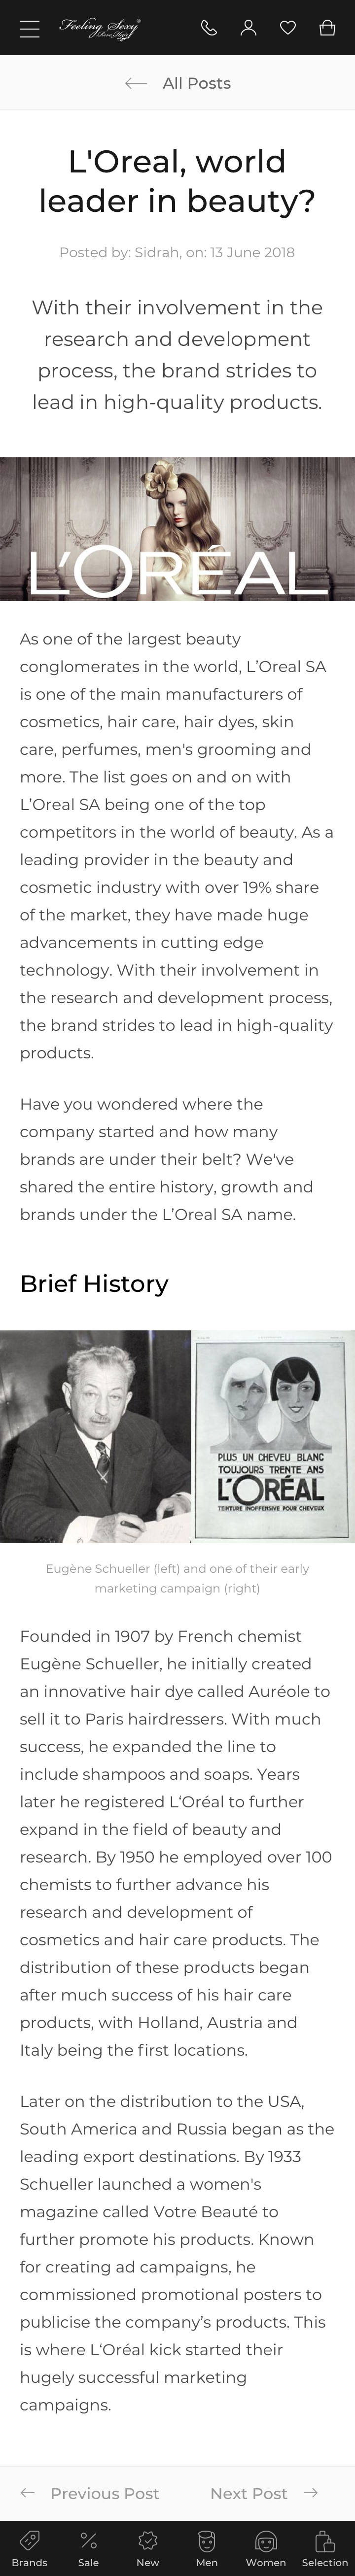 Feeling Sexy
All Posts
L'Oreal, world
leader in beauty?
Posted by: Sidrah, on: 13 June 2018
With their involvement in the
research and development
process, the brand strides to
lead in high-quality products.
L'ORÉAL
As one of the largest beauty
conglomerates in the world, L’Oreal SA
is one of the main manufacturers of
cosmetics, hair care, hair dyes, skin
care, perfumes, men's grooming and
more. The list goes on and on with
L’Oreal SA being one of the top
competitors in the world of beauty. As a
leading provider in the beauty and
cosmetic industry with over 19% share
of the market, they have made huge
advancements in cutting edge
technology. With their involvement in
the research and development process,
the brand strides to lead in high-quality
products.
Have you wondered where the
company started and how many
brands are under their belt? We've
shared the entire history, growth and
brands under the L’Oreal SA name.
Brief History
PLUS UN CHEVEU BLANC
TOUJOURS TRENTE ANS
L'ORÉAL
TEINTURE INOFFENSIVE POUR CHEVEUX
Eugène Schueller (left) and one of their early
marketing campaign (right)
Founded in 1907 by French chemist
Eugène Schueller, he initially created
an innovative hair dye called Auréole to
sell it to Paris hairdressers. With much
success, he expanded the line to
include shampoos and soaps. Years
later he registered L‘Oréal to further
expand in the field of beauty and
research. By 1950 he employed over 100
chemists to further advance his
research and development of
cosmetics and hair care products. The
distribution of these products began
after much success of his hair care
products, with Holland, Austria and
Italy being the first locations.
Later on the distribution to the USA,
South America and Russia began as the
leading export destinations. By 1933
Schueller launched a women's
magazine called Votre Beauté to
further promote his products. Known
for creating ad campaigns, he
commissioned promotional posters to
publicise the company’s products. This
is where L‘Oréal kick started their
hugely successful marketing
campaigns.
Previous Post Next Post
Brands Sale New Men Women Selection